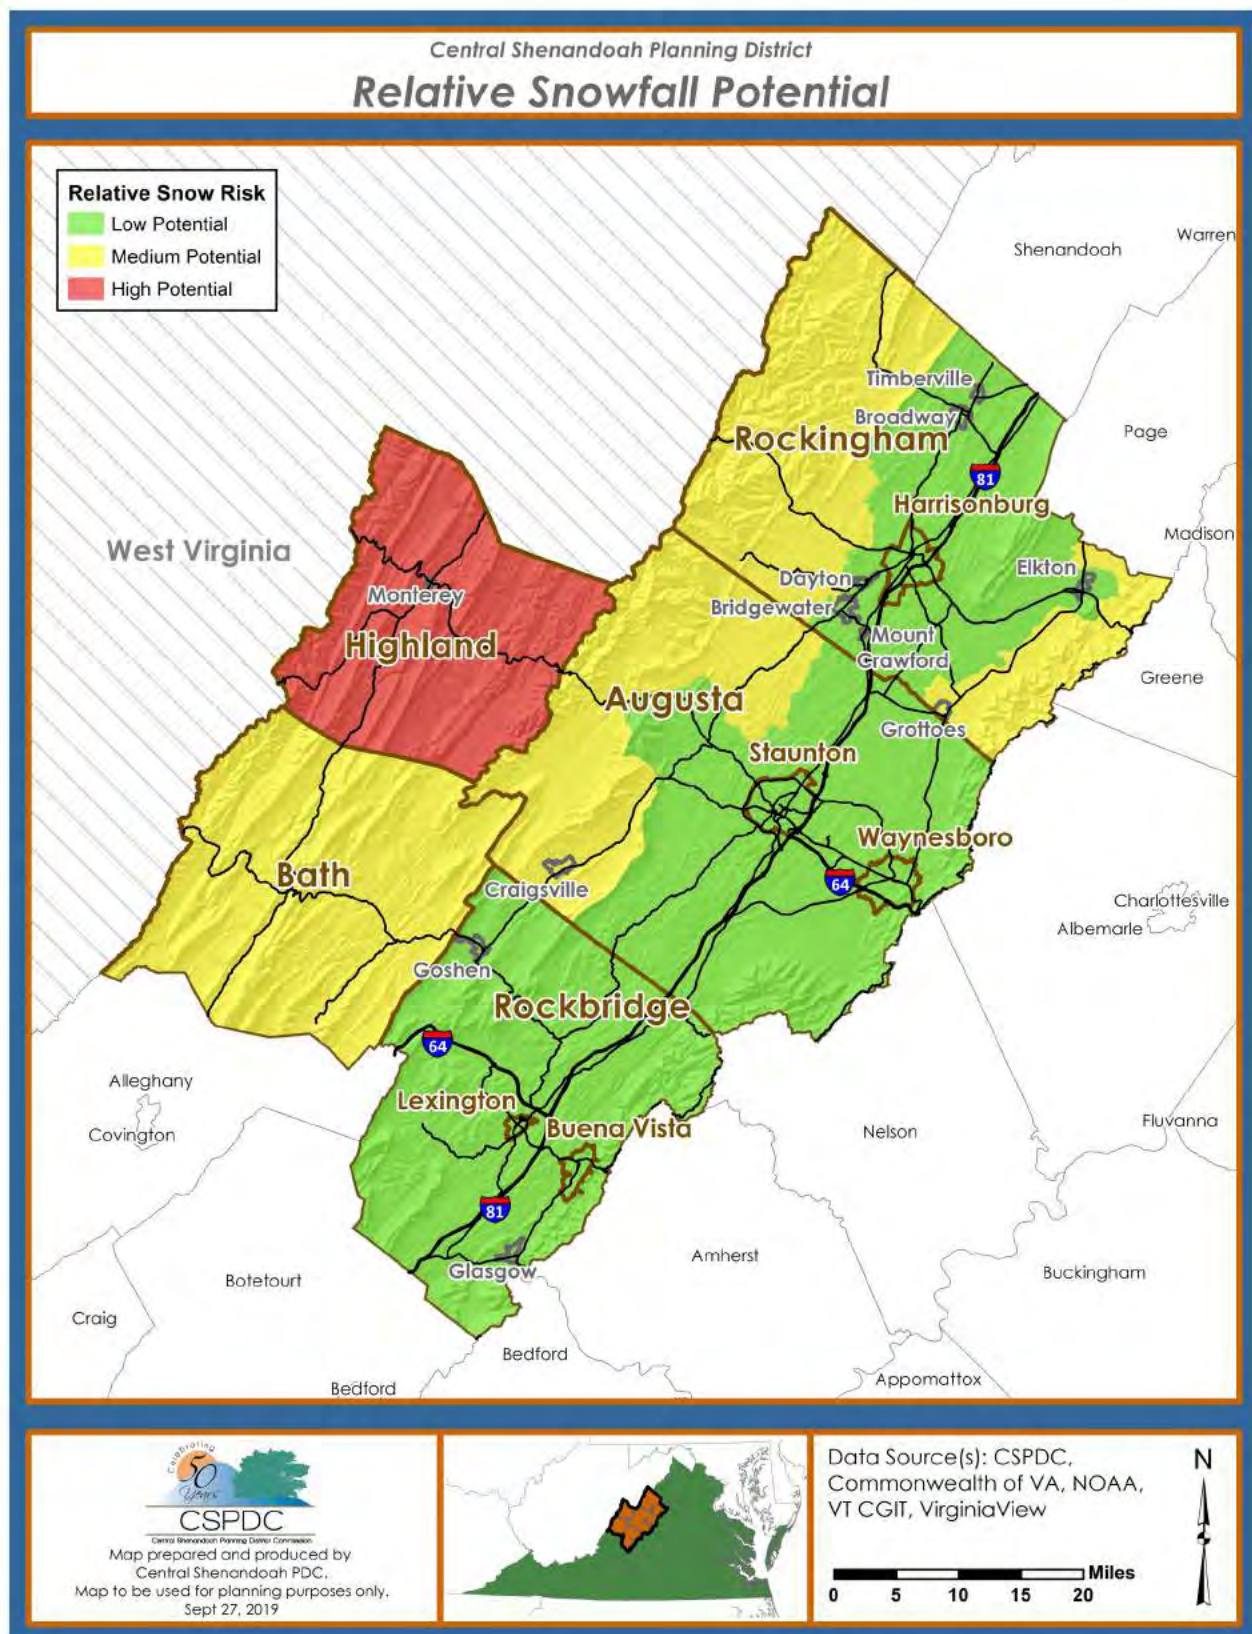 Central Shenandoah Planning District
Relative Snowfall Potential
Relative Snow Risk
Low Potential
Medium Potential
High Potential
Shenandoah
Warren
Timberville
Broadway
Rockingham
Page
81
Harrisonburg
Madison
West Virginia
Elkton
Dayton
Monterey
Bridgewater
Mount
Crawford
Highland
Greene
Augusta
Grottoes
Staunton
Waynesboro
Bath
64
Craigsville
Charlottesville
Albemarle
Goshen
Rockbridge
64
Alleghany
Lexington
Buena Vista
Covington
Nelson
Fluvanna
81
Amherst
Glasgow
Botetourt
Buckingham
Craig
Bedford
Appomattox
Bedford
Celebrating
50
Years
CSPDC
Central Shenandoah Planning District Commission
Map prepared and produced by
Central Shenandoah PDC.
Map to be used for planning purposes only.
Sept 27, 2019
Data Source(s): CSPDC,
Commonwealth of VA, NOAA,
VT CGIT, VirginiaView
N
Miles
0 5 10 15 20